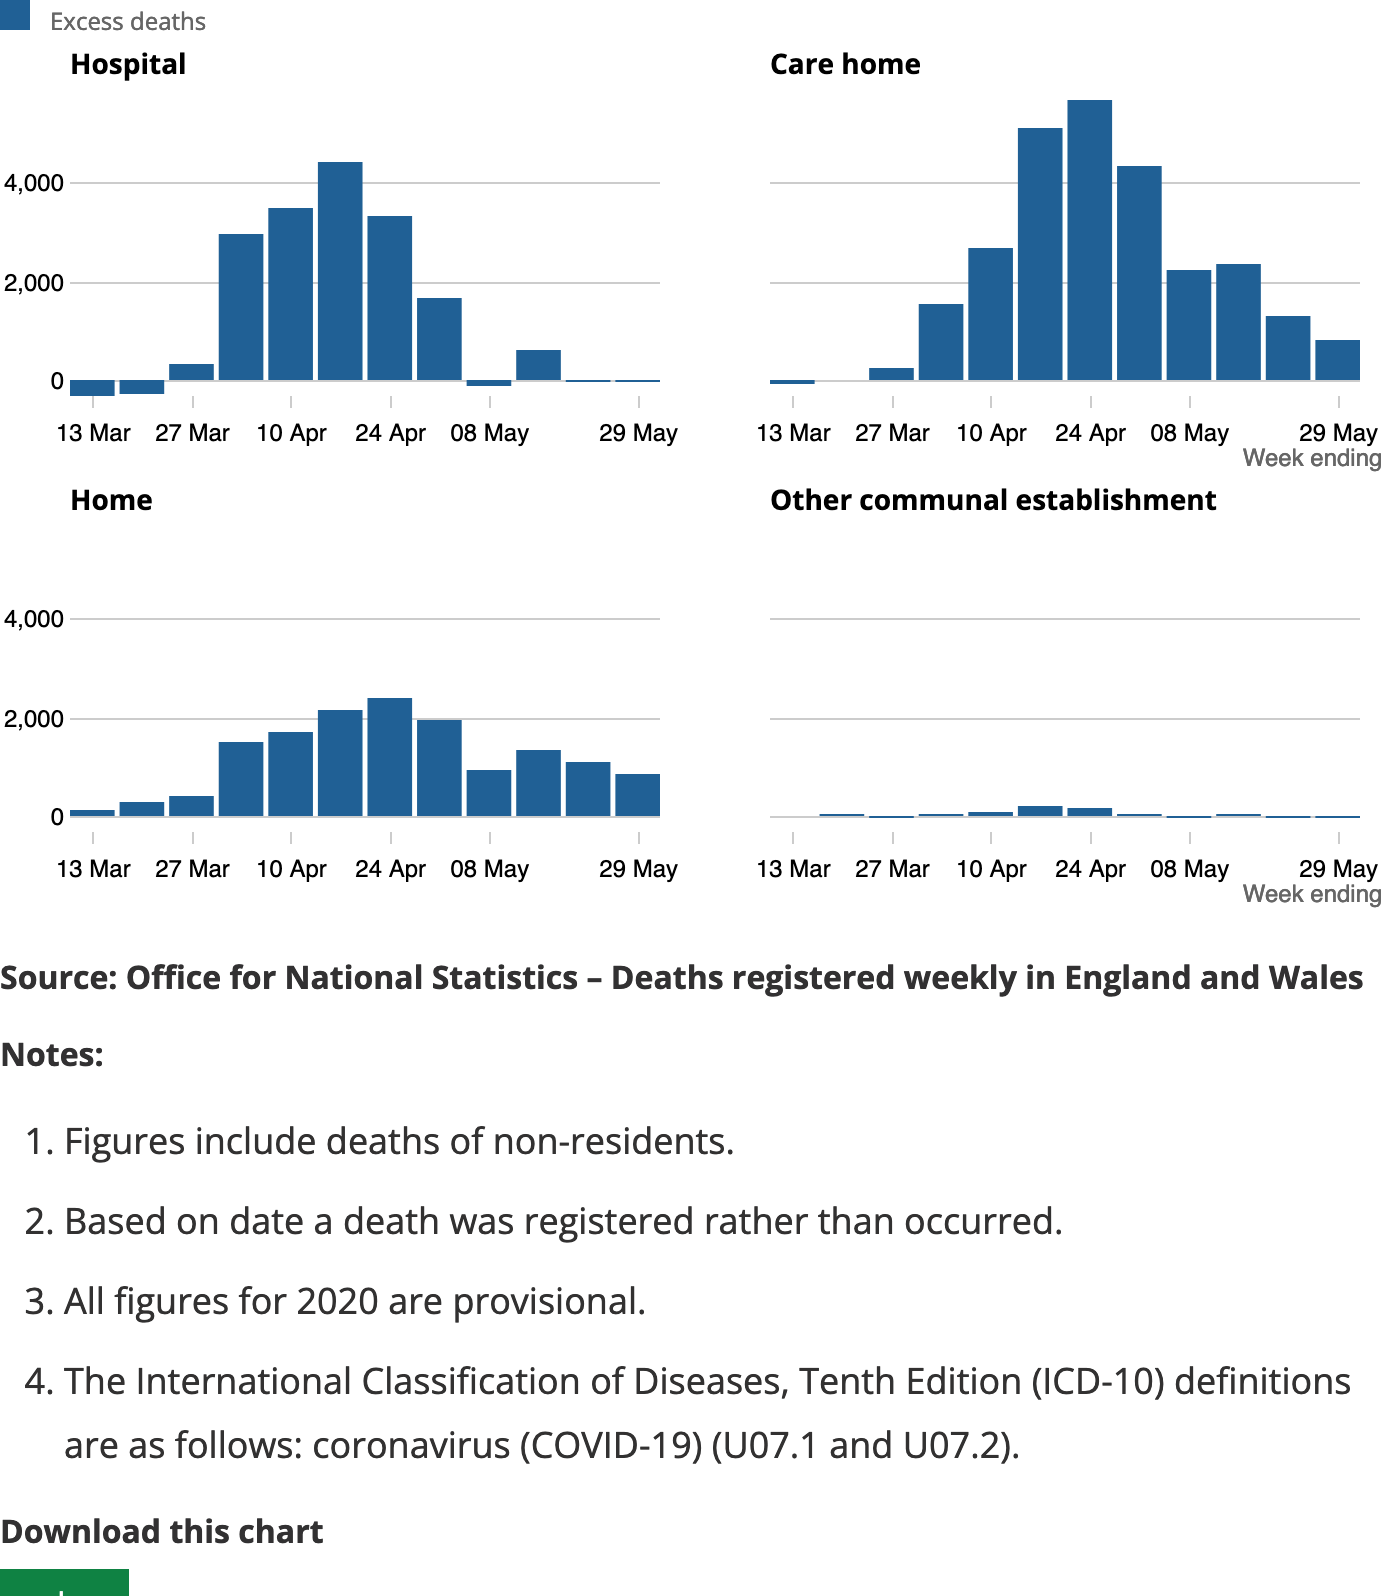 Excess deaths
Hospital
4,000
2,000
0
13 Mar 27 Mar 10 Apr 24 Apr 08 May 29 May
Care home
13 Mar 27 Mar 10 Apr 24 Apr 08 May 29 May
Week ending
Home
4,000
2,000
0
13 Mar 27 Mar 10 Apr 24 Apr 08 May 29 May
Other communal establishment
13 Mar 27 Mar 10 Apr 24 Apr 08 May 29 May
Week ending
Source: Office for National Statistics – Deaths registered weekly in England and Wales
Notes:
1. Figures include deaths of non-residents.
2. Based on date a death was registered rather than occurred.
3. All figures for 2020 are provisional.
4. The International Classification of Diseases, Tenth Edition (ICD-10) definitions
are as follows: coronavirus (COVID-19) (U07.1 and U07.2).
Download this chart